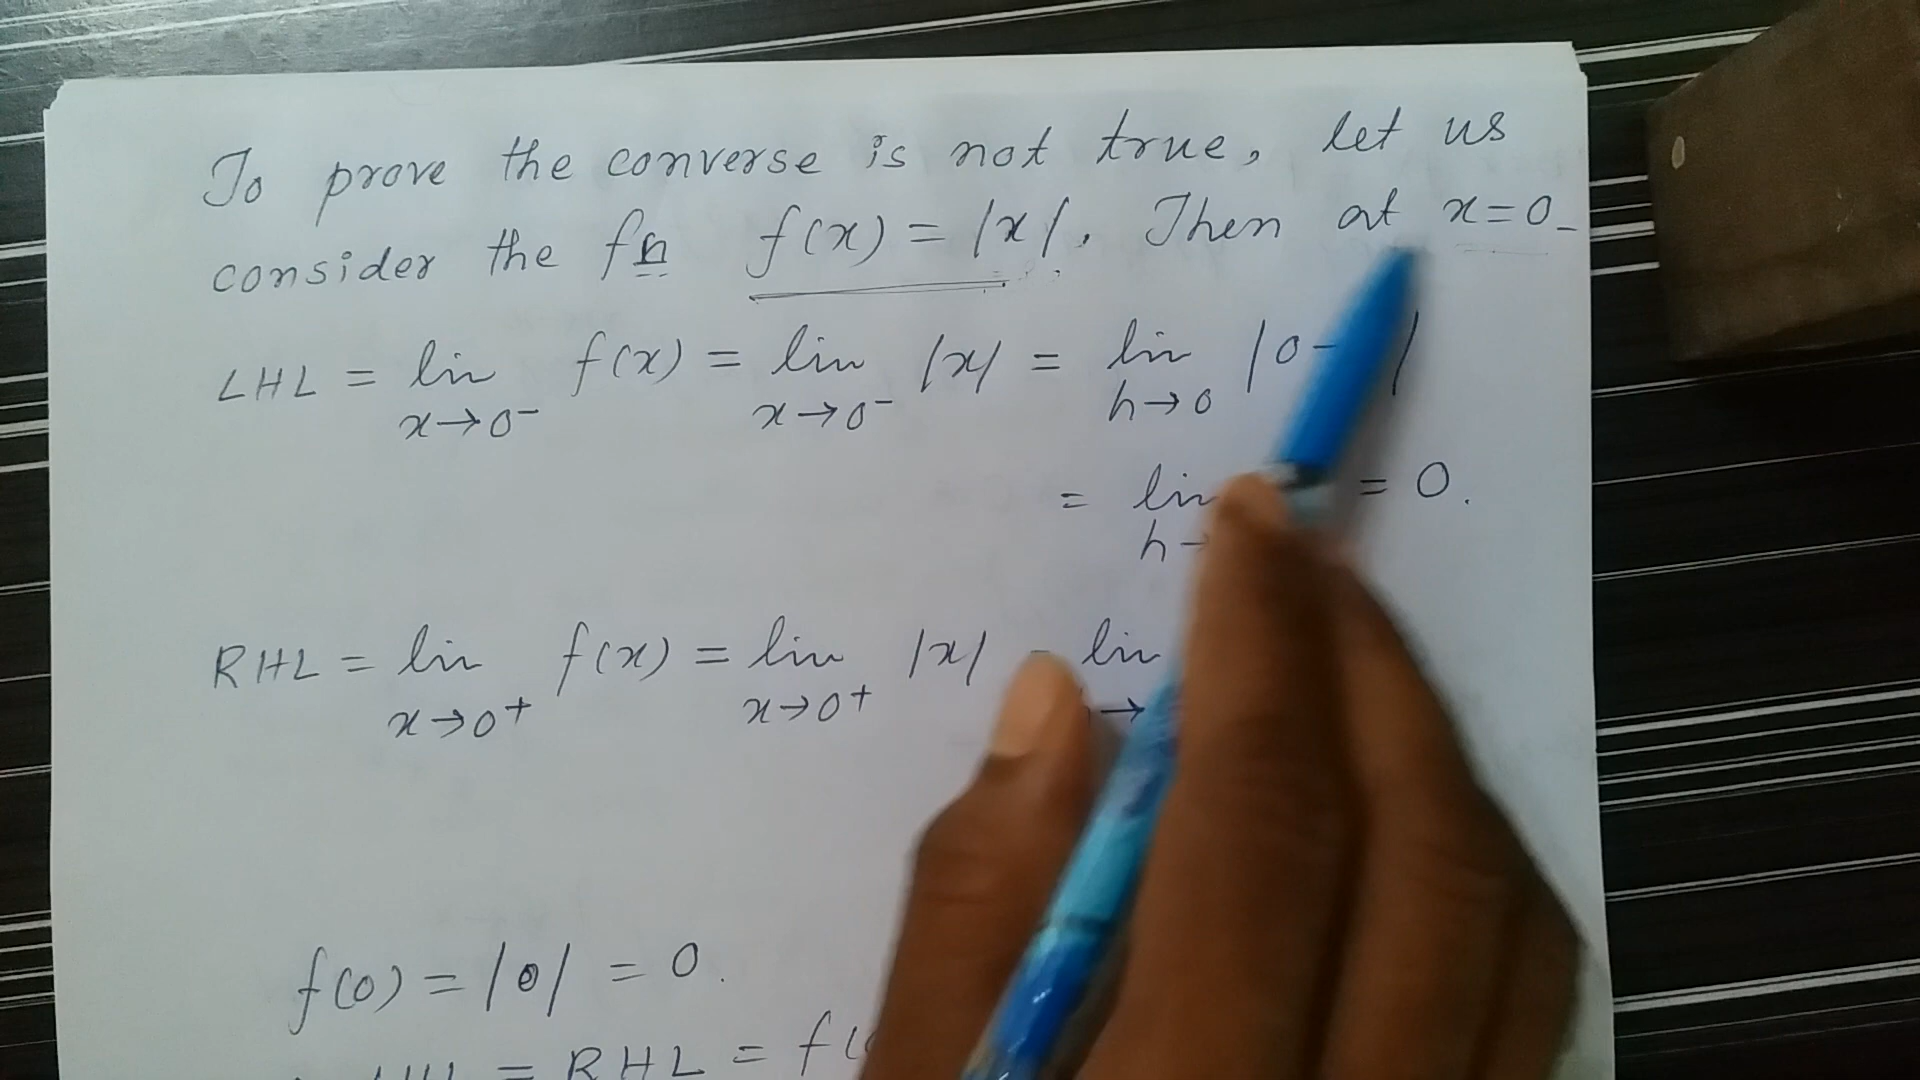 To prove the converse is not true, let us
consider the fn f(x) = |x|. Then at x=0
LHL = lim f(x) = lim |x| = lim |0-
x→0⁻ x→0⁻ h→0
= lim = 0.
h→
RHL = lim f(x) = lim |x| = lim
x→0⁺ x→0⁺ →
f(0) = |0| = 0.
LHL = RHL = f(